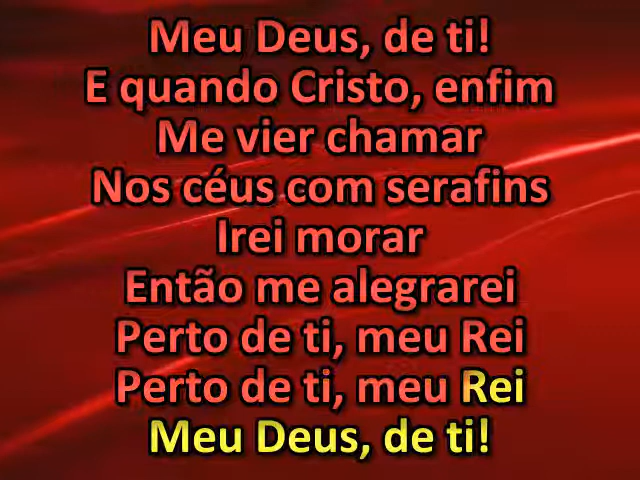 Meu Deus, de ti!
E quando Cristo, enfim
Me vier chamar
Nos céus com serafins
Irei morar
Então me alegrarei
Perto de ti, meu Rei
Perto de ti, meu Rei
Meu Deus, de ti!